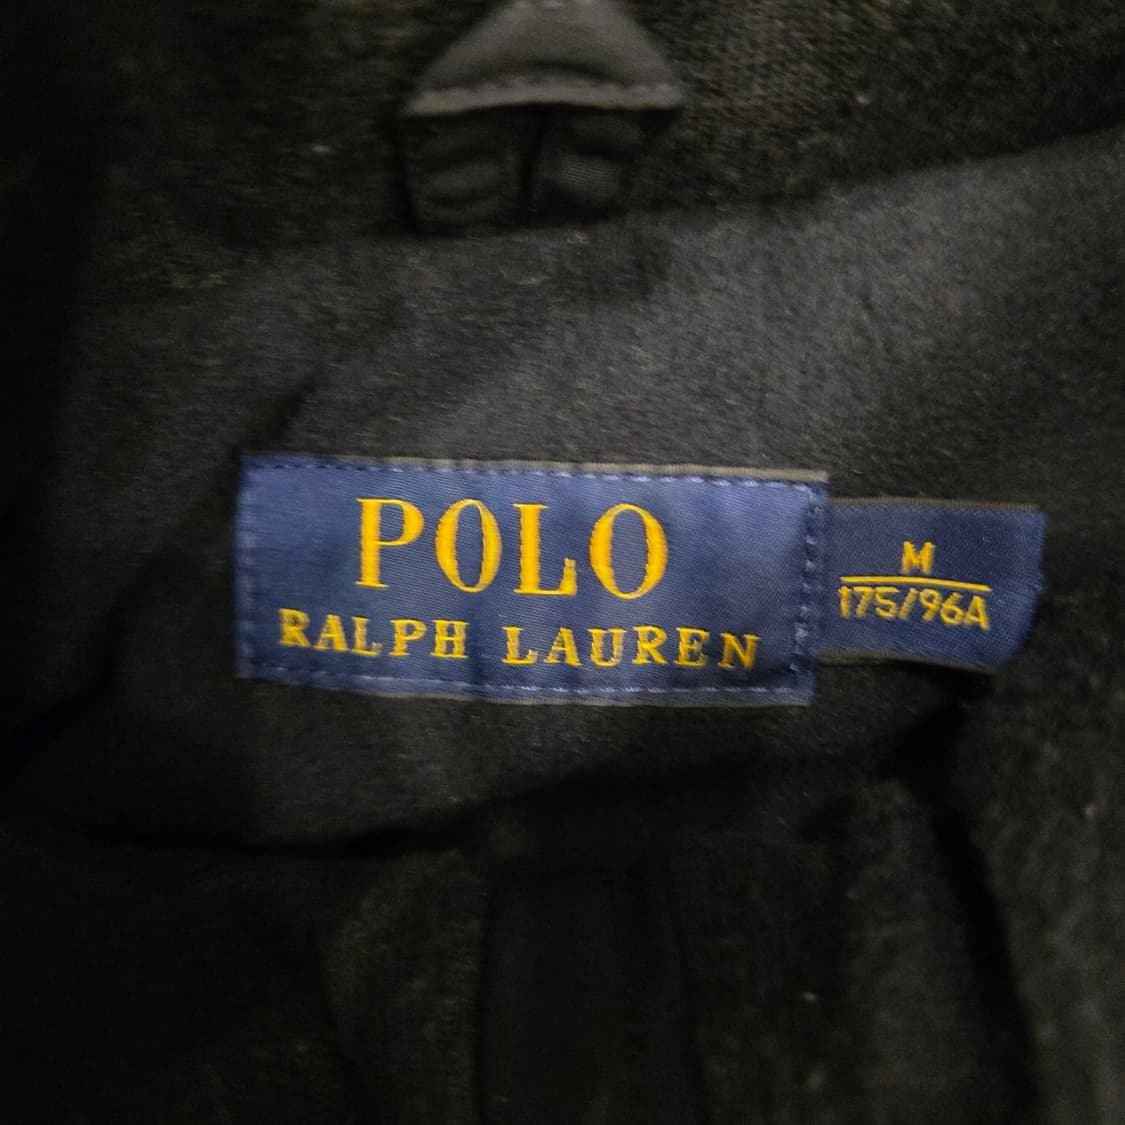 POLO
RALPH LAUREN
M
175/96A